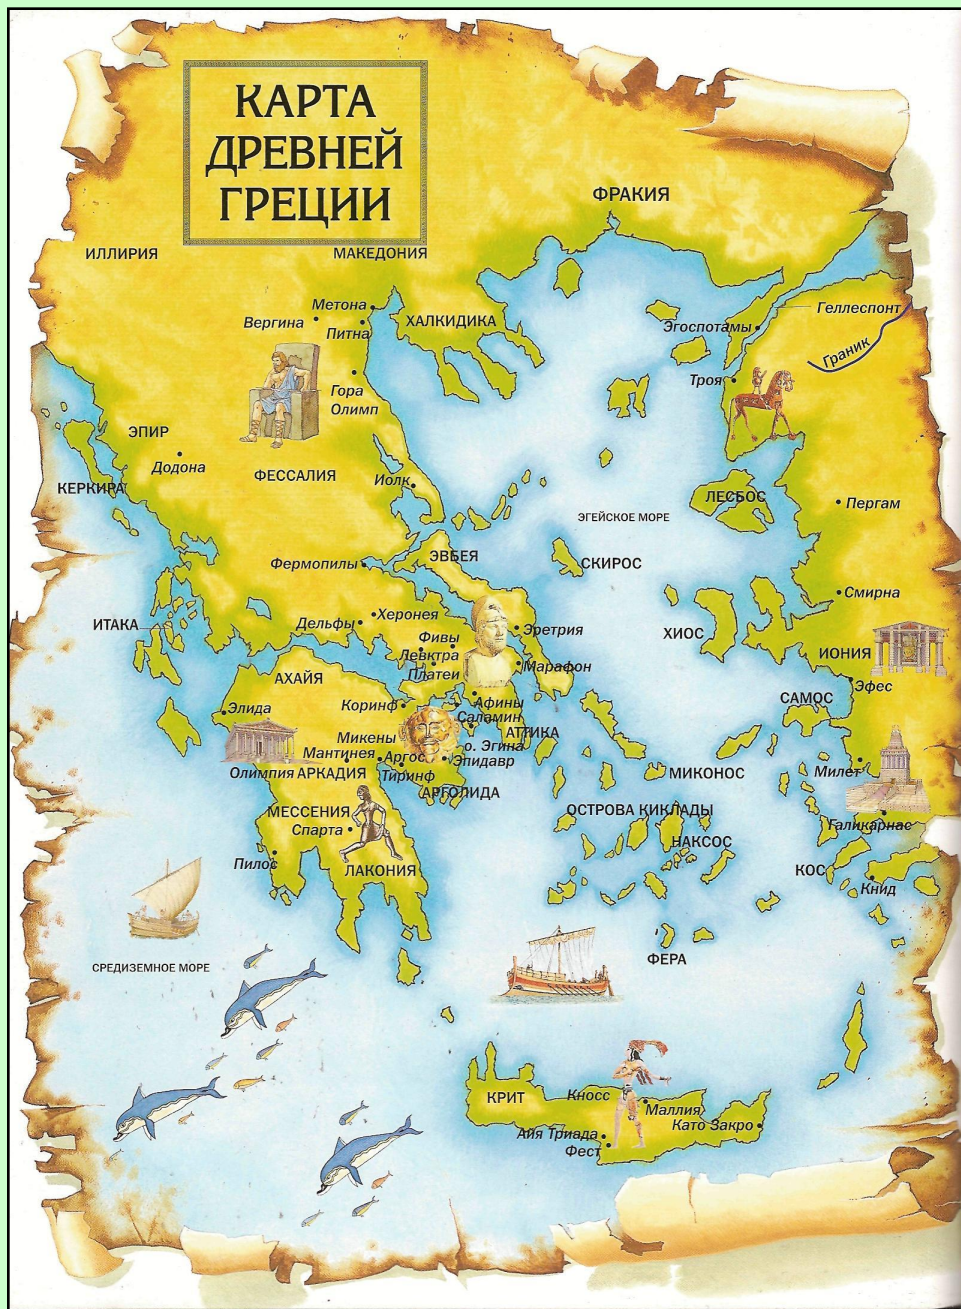 КАРТА
ДРЕВНЕЙ
ГРЕЦИИ
ФРАКИЯ
ИЛЛИРИЯ
МАКЕДОНИЯ
Метона
Геллеспонт
Вергина
Питна
ХАЛКИДИКА
Эгоспотамы
Граник
Троя
Гора
Олимп
ЭПИР
Додона
ФЕССАЛИЯ
Иолк
КЕРКИРА
ЛЕСБОС
Пергам
ЭГЕЙСКОЕ МОРЕ
ЭВБЕЯ
Фермопилы
СКИРОС
Смирна
ИТАКА
Херонея
Дельфы
Фивы
Эретрия
ХИОС
Левктра
ИОНИЯ
Платеи
Марафон
АХАЙЯ
Эфес
САМОС
Элида
Коринф
Афины
Саламин
АТТИКА
Микены
о. Эгина
Мантинея
Аргос
Эпидавр
Олимпия
АРКАДИЯ
Тиринф
МИКОНОС
Милет
АРГОЛИДА
МЕССЕНИЯ
ОСТРОВА КИКЛАДЫ
Спарта
Галикарнас
НАКСОС
Пилос
ЛАКОНИЯ
КОС
Книд
СРЕДИЗЕМНОЕ МОРЕ
ФЕРА
КРИТ
Кносс
Маллия
Като Закро
Айя Триада
Фест